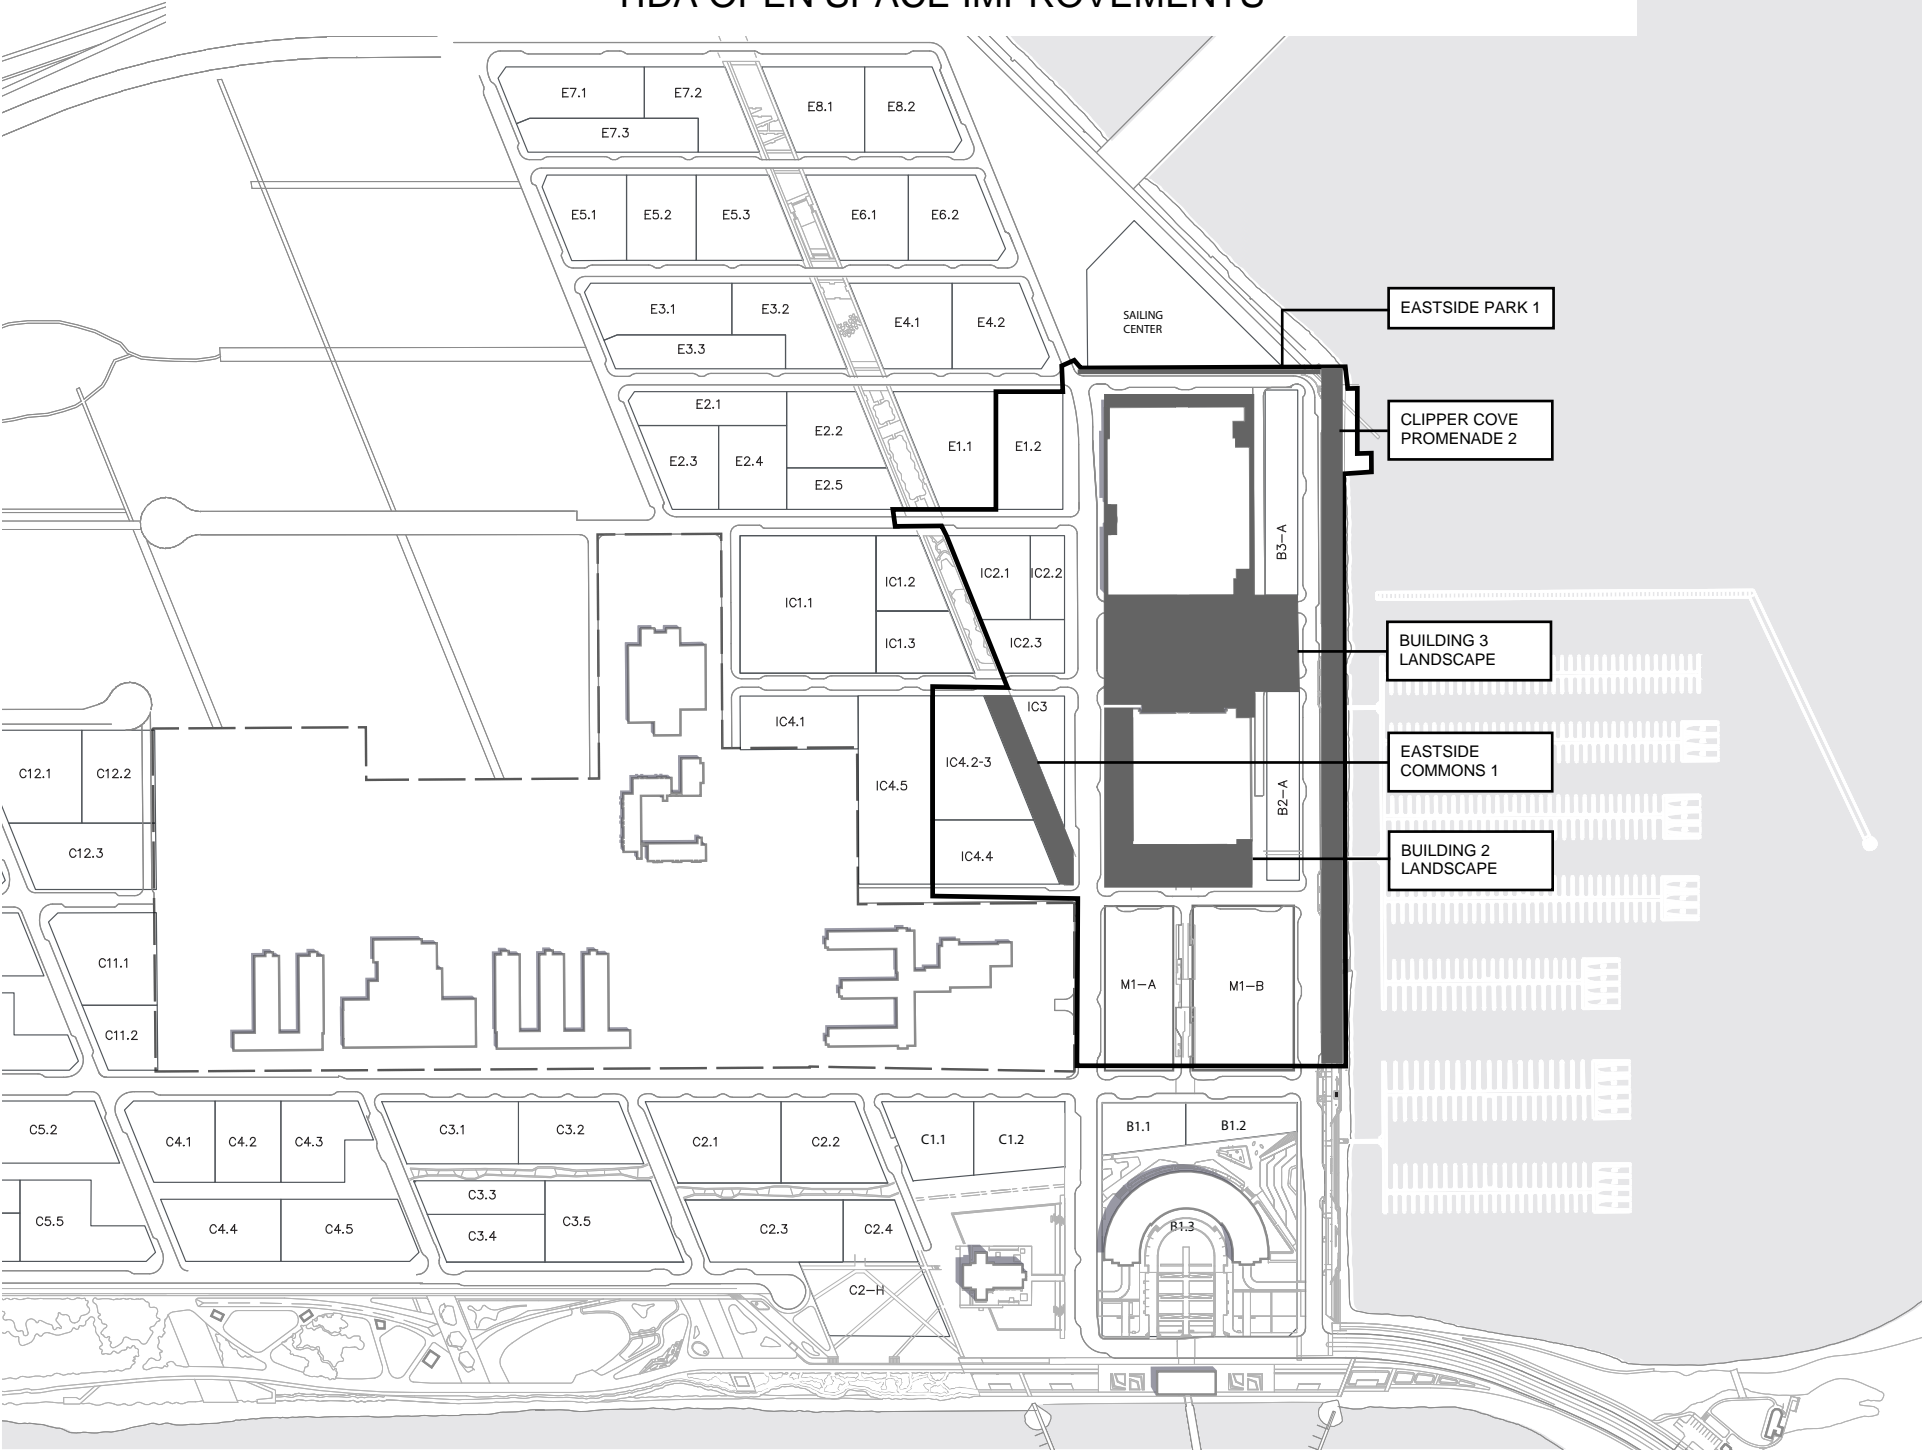 TIDA OPEN SPACE IMPROVEMENTS
E7.1
E7.2
E8.1
E8.2
E7.3
E5.1
E5.2
E5.3
E6.1
E6.2
E3.1
E3.2
E4.1
E4.2
E3.3
SAILING
CENTER
EASTSIDE PARK 1
E2.1
E2.2
E1.1
E1.2
E2.3
E2.4
E2.5
CLIPPER COVE
PROMENADE 2
B3-A
IC1.1
IC1.2
IC2.1
IC2.2
IC1.3
IC2.3
BUILDING 3
LANDSCAPE
IC4.1
IC3
IC4.2-3
IC4.5
IC4.4
EASTSIDE
COMMONS 1
B2-A
BUILDING 2
LANDSCAPE
C12.1
C12.2
C12.3
C11.1
C11.2
M1-A
M1-B
C5.2
C4.1
C4.2
C4.3
C3.1
C3.2
C2.1
C2.2
C1.1
C1.2
B1.1
B1.2
C5.5
C4.4
C4.5
C3.3
C3.4
C3.5
C2.3
C2.4
B1.3
C2-H